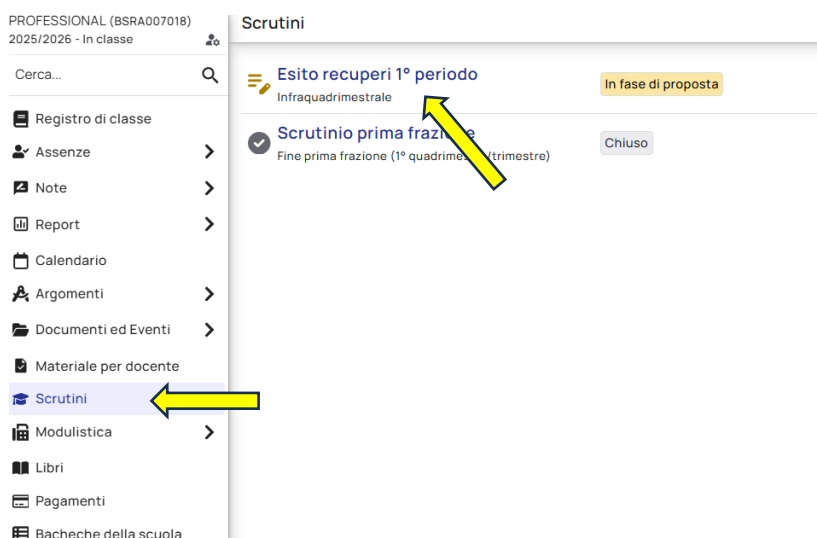 PROFESSIONAL (BSRA007018)
2025/2026 - In classe
Cerca...
Registro di classe
Assenze
Note
Report
Calendario
Argomenti
Documenti ed Eventi
Materiale per docente
Scrutini
Modulistica
Libri
Pagamenti
Bacheche della scuola
Scrutini
Esito recuperi 1° periodo
Infraquadrimestrale
In fase di proposta
Scrutinio prima frazione
Fine prima frazione (1° quadrimestre/trimestre)
Chiuso